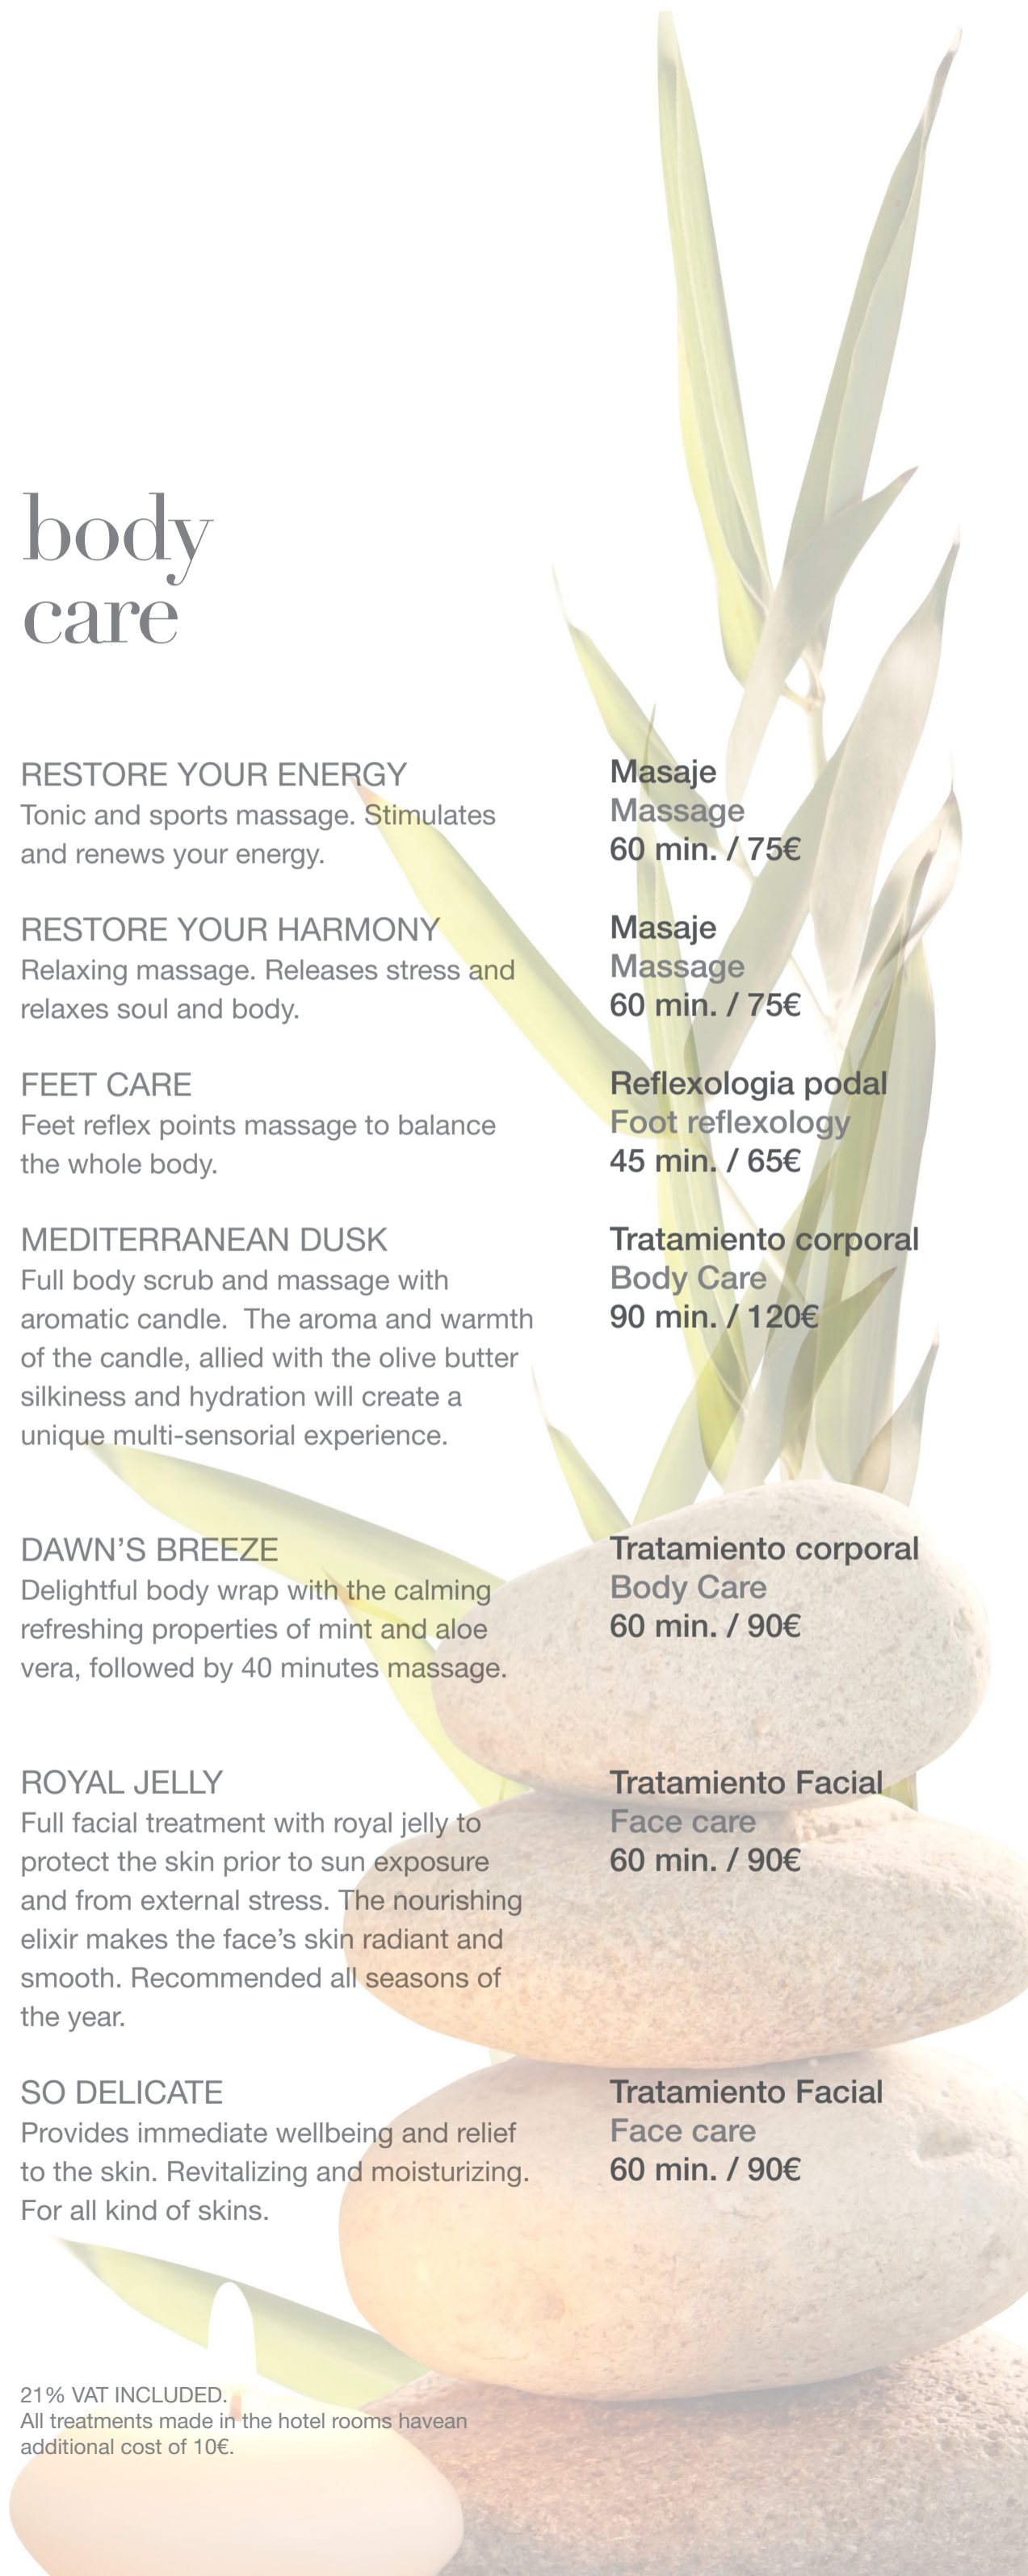 body
care
RESTORE YOUR ENERGY
Tonic and sports massage. Stimulates
and renews your energy.
Masaje
Massage
60 min. / 75€
RESTORE YOUR HARMONY
Relaxing massage. Releases stress and
relaxes soul and body.
Masaje
Massage
60 min. / 75€
FEET CARE
Feet reflex points massage to balance
the whole body.
Reflexologia podal
Foot reflexology
45 min. / 65€
MEDITERRANEAN DUSK
Full body scrub and massage with
aromatic candle.  The aroma and warmth
of the candle, allied with the olive butter
silkiness and hydration will create a
unique multi-sensorial experience.
Tratamiento corporal
Body Care
90 min. / 120€
DAWN’S BREEZE
Delightful body wrap with the calming
refreshing properties of mint and aloe
vera, followed by 40 minutes massage.
Tratamiento corporal
Body Care
60 min. / 90€
ROYAL JELLY
Full facial treatment with royal jelly to
protect the skin prior to sun exposure
and from external stress. The nourishing
elixir makes the face’s skin radiant and
smooth. Recommended all seasons of
the year.
Tratamiento Facial
Face care
60 min. / 90€
SO DELICATE
Provides immediate wellbeing and relief
to the skin. Revitalizing and moisturizing.
For all kind of skins.
Tratamiento Facial
Face care
60 min. / 90€
21% VAT INCLUDED.
All treatments made in the hotel rooms havean
additional cost of 10€.